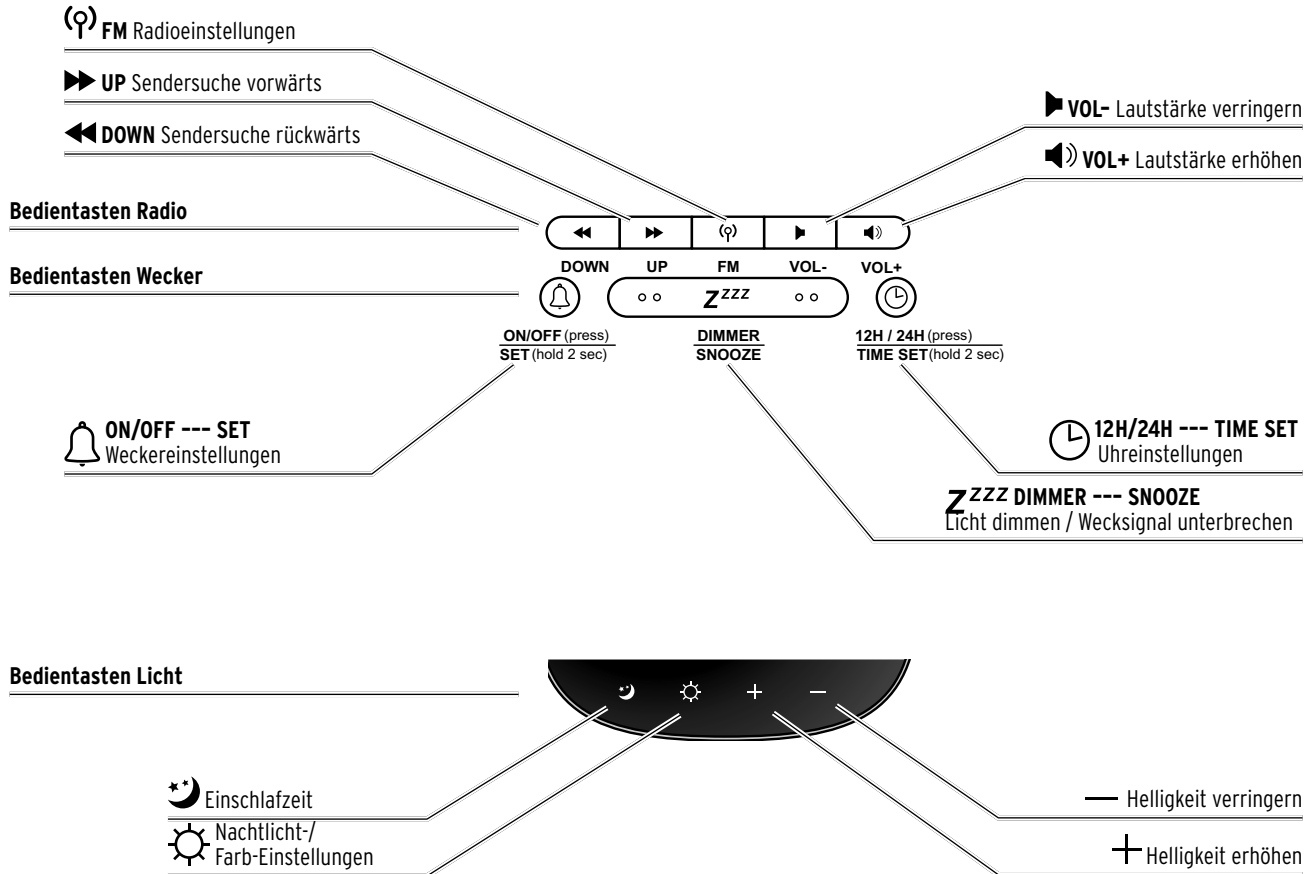 FM Radioeinstellungen
UP Sendersuche vorwärts
DOWN Sendersuche rückwärts
VOL- Lautstärke verringern
VOL+ Lautstärke erhöhen
Bedientasten Radio
Bedientasten Wecker
DOWN UP FM VOL- VOL+
Zzzz
ON/OFF (press)
SET (hold 2 sec)
DIMMER
SNOOZE
12H / 24H (press)
TIME SET (hold 2 sec)
ON/OFF --- SET
Weckereinstellungen
12H/24H --- TIME SET
Uhreinstellungen
Zzzz DIMMER --- SNOOZE
Licht dimmen / Wecksignal unterbrechen
Bedientasten Licht
Einschlafzeit
Nachtlicht-/
Farb-Einstellungen
— Helligkeit verringern
+ Helligkeit erhöhen